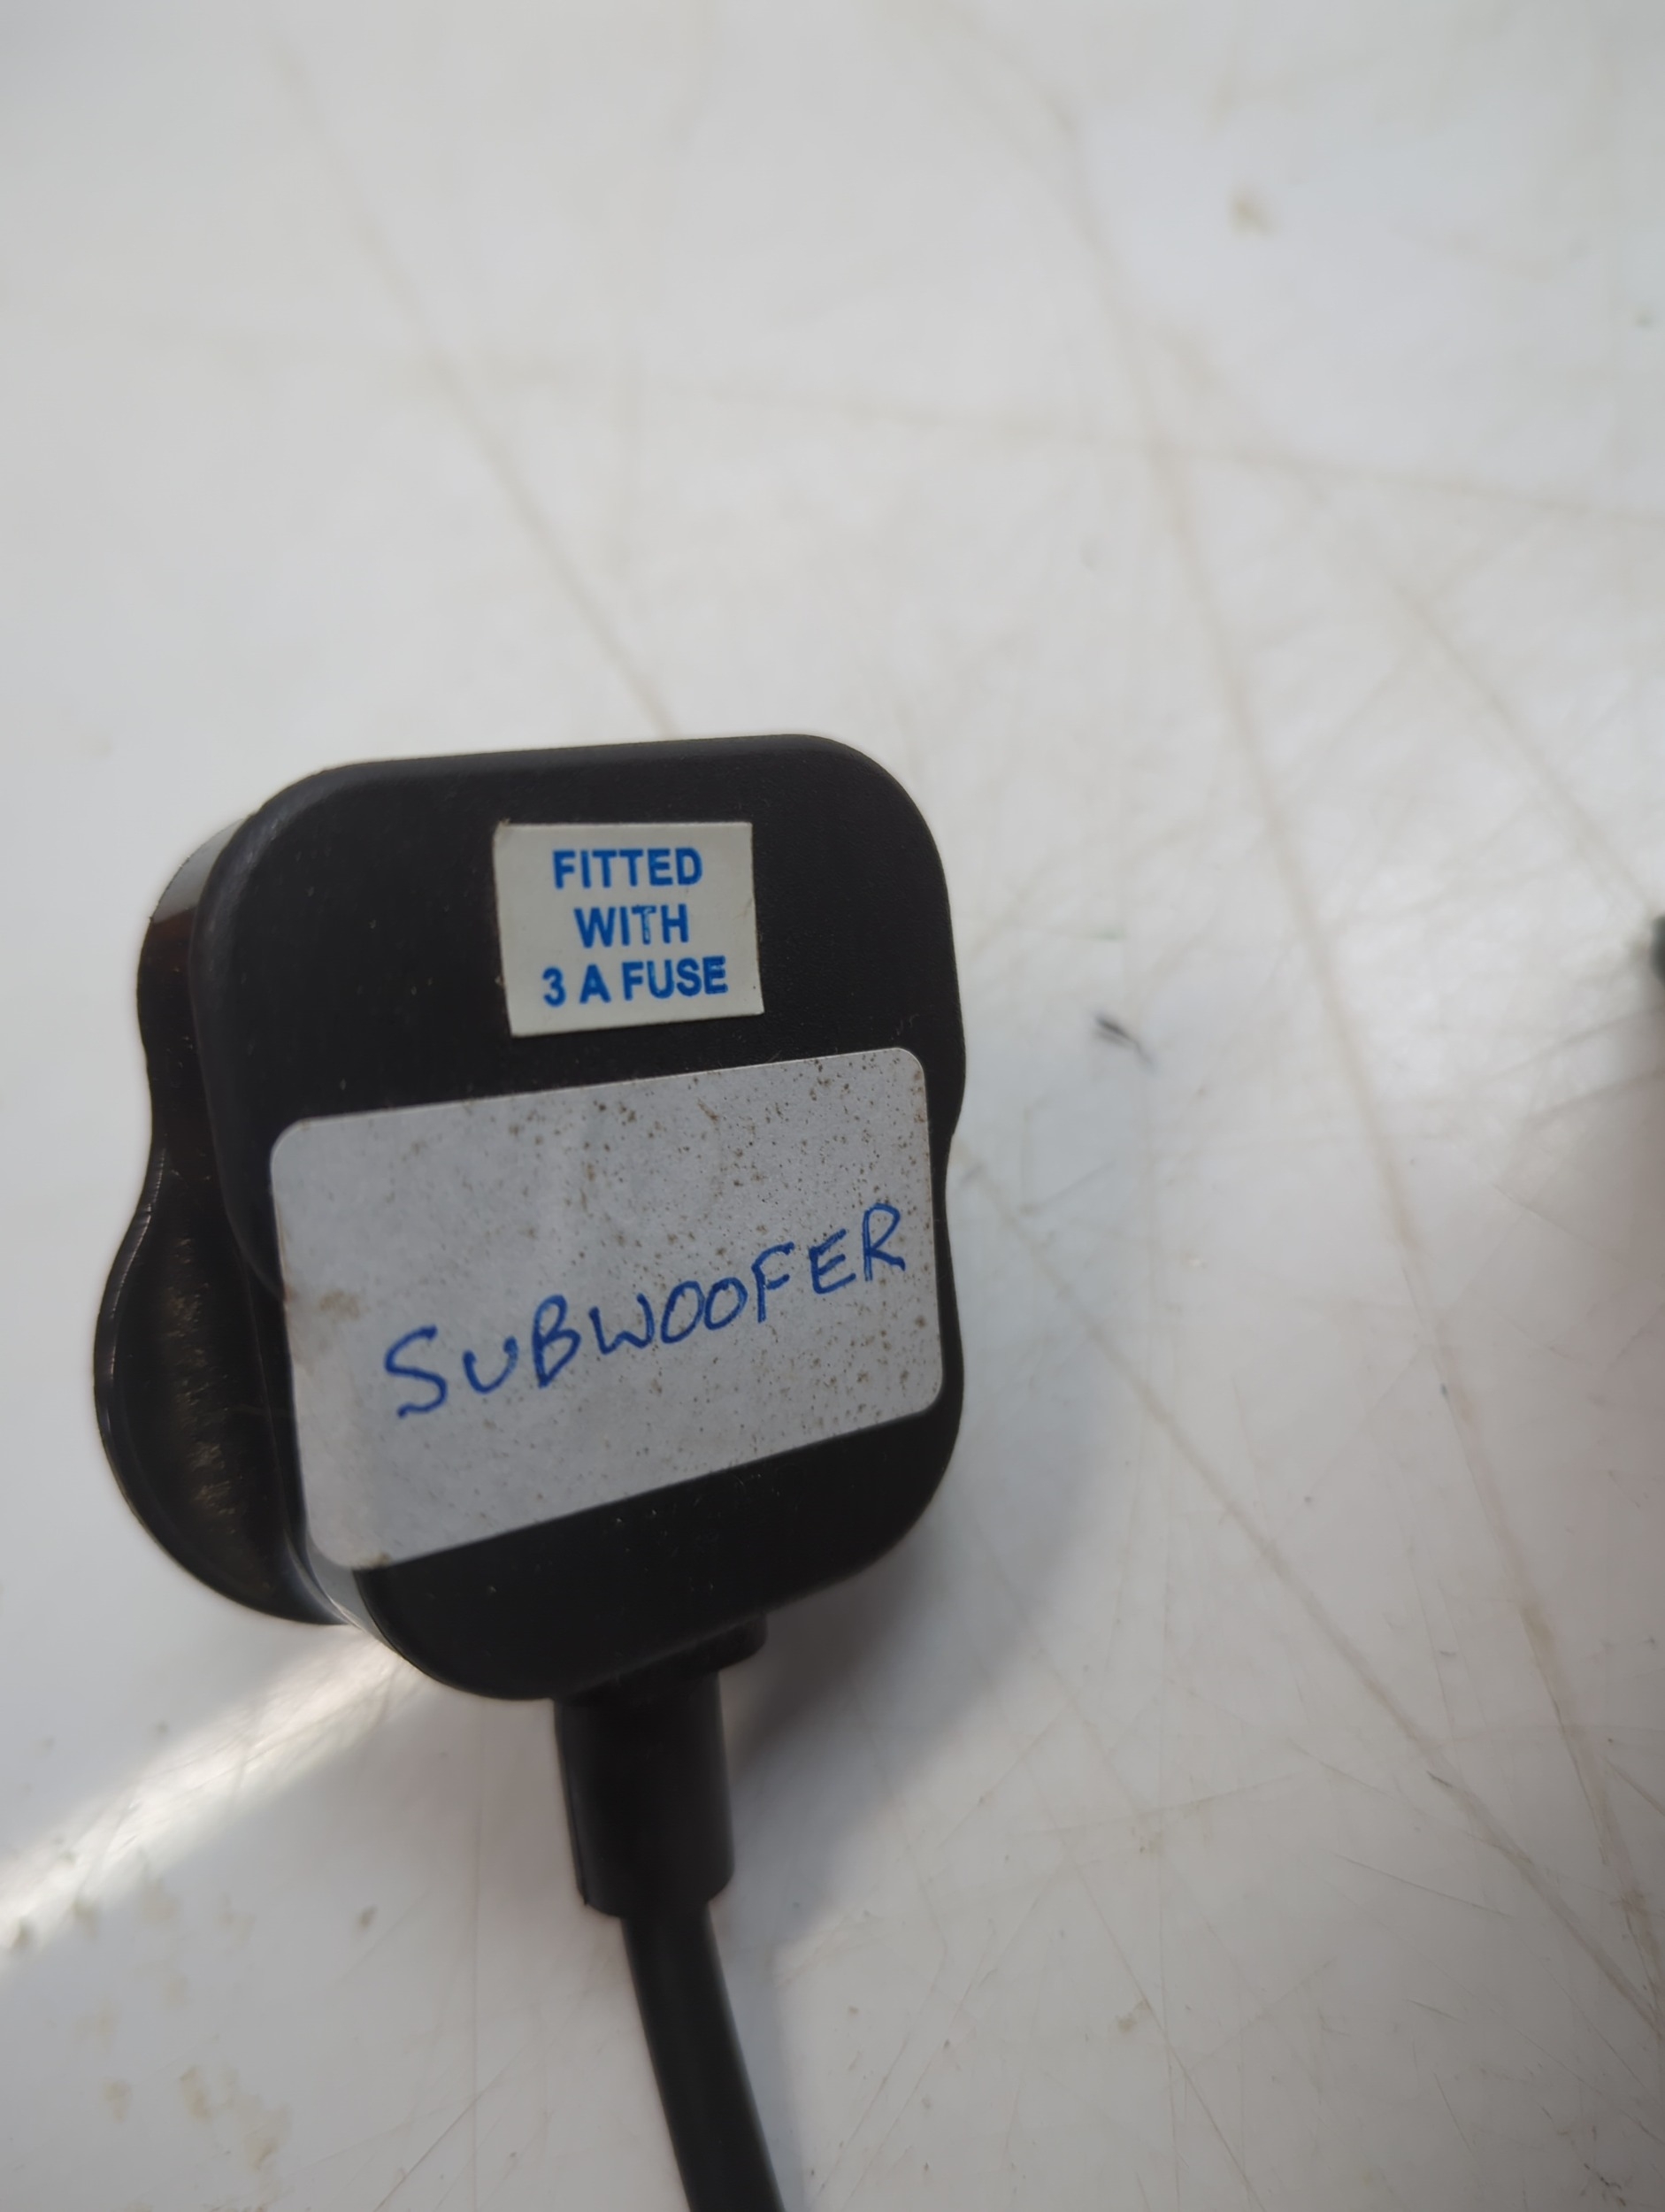 FITTED
WITH
3 A FUSE
SUBWOOFER